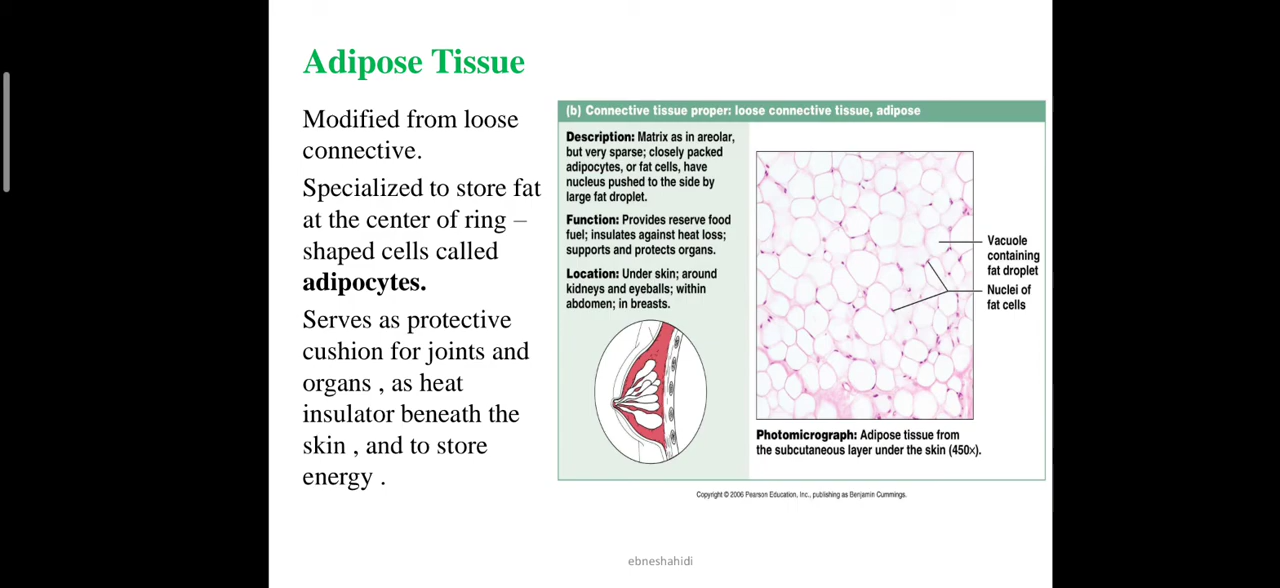 Adipose Tissue
Modified from loose
connective.
Specialized to store fat
at the center of ring –
shaped cells called
adipocytes.
Serves as protective
cushion for joints and
organs , as heat
insulator beneath the
skin , and to store
energy .
(b) Connective tissue proper: loose connective tissue, adipose
Description: Matrix as in areolar,
but very sparse; closely packed
adipocytes, or fat cells, have
nucleus pushed to the side by
large fat droplet.
Function: Provides reserve food
fuel; insulates against heat loss;
supports and protects organs.
Location: Under skin; around
kidneys and eyeballs; within
abdomen; in breasts.
Vacuole
containing
fat droplet
Nuclei of
fat cells
Photomicrograph: Adipose tissue from
the subcutaneous layer under the skin (450×).
Copyright © 2006 Pearson Education, Inc., publishing as Benjamin Cummings.
ebneshahidi